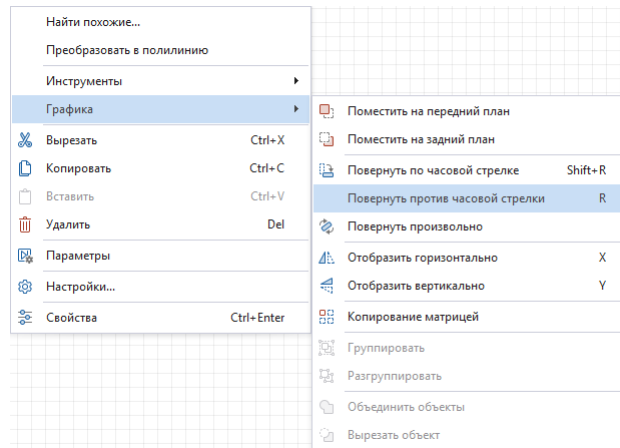 Найти похожие...
Преобразовать в полилинию
Инструменты
Графика
Вырезать Ctrl+X
Копировать Ctrl+C
Вставить Ctrl+V
Удалить Del
Параметры
Настройки...
Свойства Ctrl+Enter
Поместить на передний план
Поместить на задний план
Повернуть по часовой стрелке Shift+R
Повернуть против часовой стрелки R
Повернуть произвольно
Отобразить горизонтально X
Отобразить вертикально Y
Копирование матрицей
Группировать
Разгруппировать
Объединить объекты
Вырезать объект